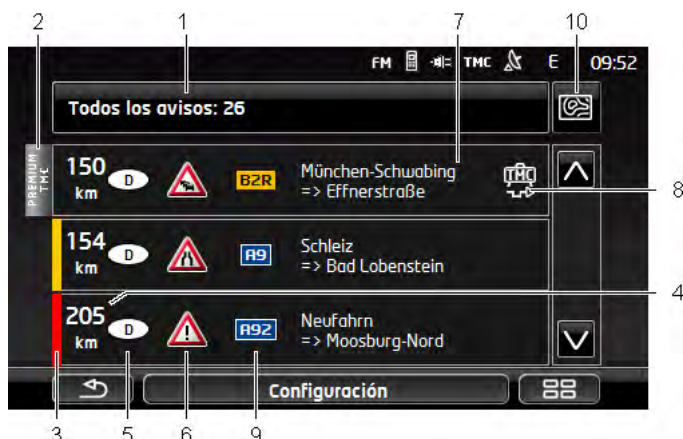 2 1 7 10
FM TMC E 09:52
Todos los avisos: 26
PREMIUM
TMC
150
km
D
B2R
München-Schwabing
=> Effnerstraße
TMC
8
154
km
D
A9
Schleiz
=> Bad Lobenstein
4
205
km
D
!
A92
Neufahrn
=> Moosburg-Nord
Configuración
3 5 6 9